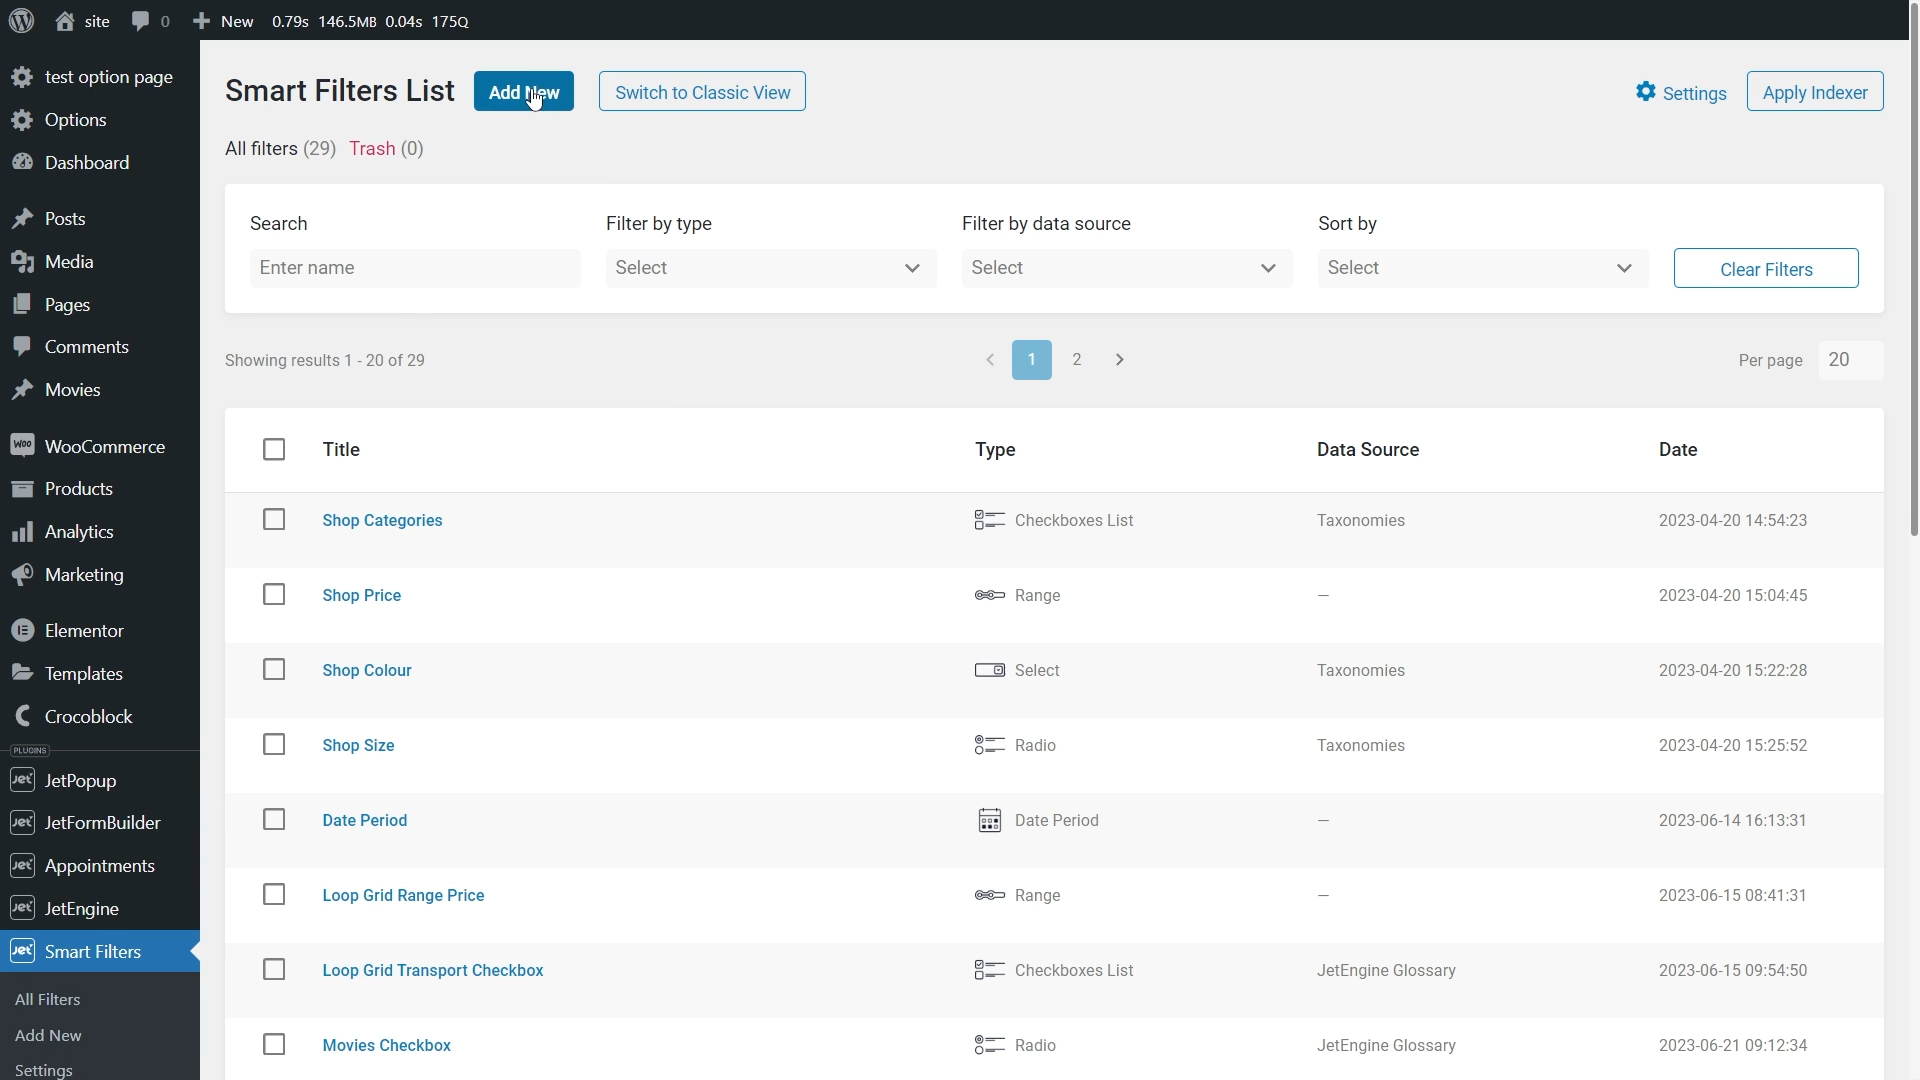 site 0 New 0.79s 146.5MB 0.04s 175Q
test option page
Options
Dashboard
Posts
Media
Pages
Comments
Movies
Woo WooCommerce
Products
Analytics
Marketing
Elementor
Templates
Crocoblock
PLUGINS
Jet JetPopup
Jet JetFormBuilder
Jet Appointments
Jet JetEngine
Jet Smart Filters
All Filters
Add New
Settings
Smart Filters List Add New Switch to Classic View Settings Apply Indexer
All filters (29) Trash (0)
Search Filter by type Filter by data source Sort by
Enter name Select Select Select Clear Filters
Showing results 1 - 20 of 29 < 1 2 > Per page 20
Title Type Data Source Date
Shop Categories Checkboxes List Taxonomies 2023-04-20 14:54:23
Shop Price Range – 2023-04-20 15:04:45
Shop Colour Select Taxonomies 2023-04-20 15:22:28
Shop Size Radio Taxonomies 2023-04-20 15:25:52
Date Period Date Period – 2023-06-14 16:13:31
Loop Grid Range Price Range – 2023-06-15 08:41:31
Loop Grid Transport Checkbox Checkboxes List JetEngine Glossary 2023-06-15 09:54:50
Movies Checkbox Radio JetEngine Glossary 2023-06-21 09:12:34